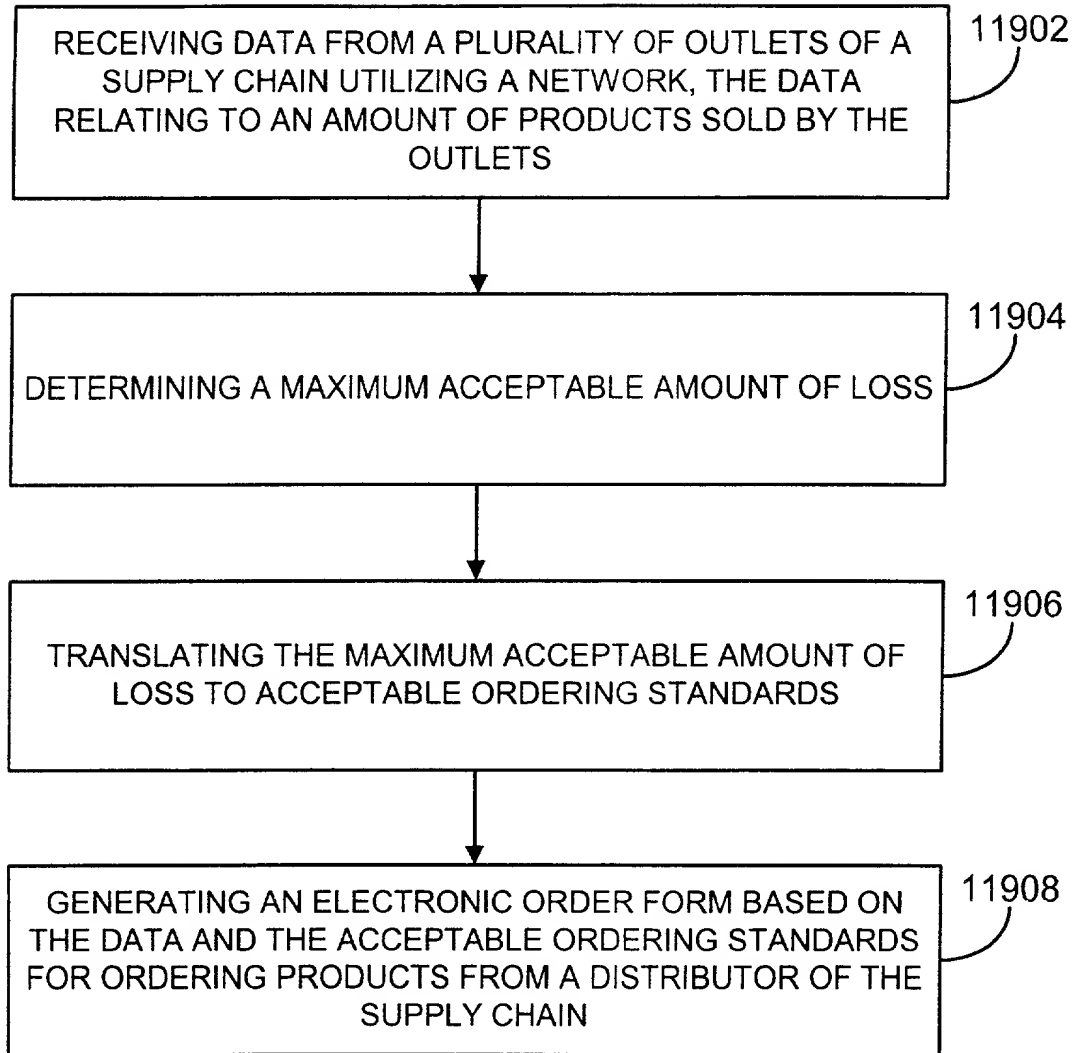 RECEIVING DATA FROM A PLURALITY OF OUTLETS OF A
SUPPLY CHAIN UTILIZING A NETWORK, THE DATA
RELATING TO AN AMOUNT OF PRODUCTS SOLD BY THE
OUTLETS
11902
DETERMINING A MAXIMUM ACCEPTABLE AMOUNT OF LOSS
11904
TRANSLATING THE MAXIMUM ACCEPTABLE AMOUNT OF
LOSS TO ACCEPTABLE ORDERING STANDARDS
11906
GENERATING AN ELECTRONIC ORDER FORM BASED ON
THE DATA AND THE ACCEPTABLE ORDERING STANDARDS
FOR ORDERING PRODUCTS FROM A DISTRIBUTOR OF THE
SUPPLY CHAIN
11908